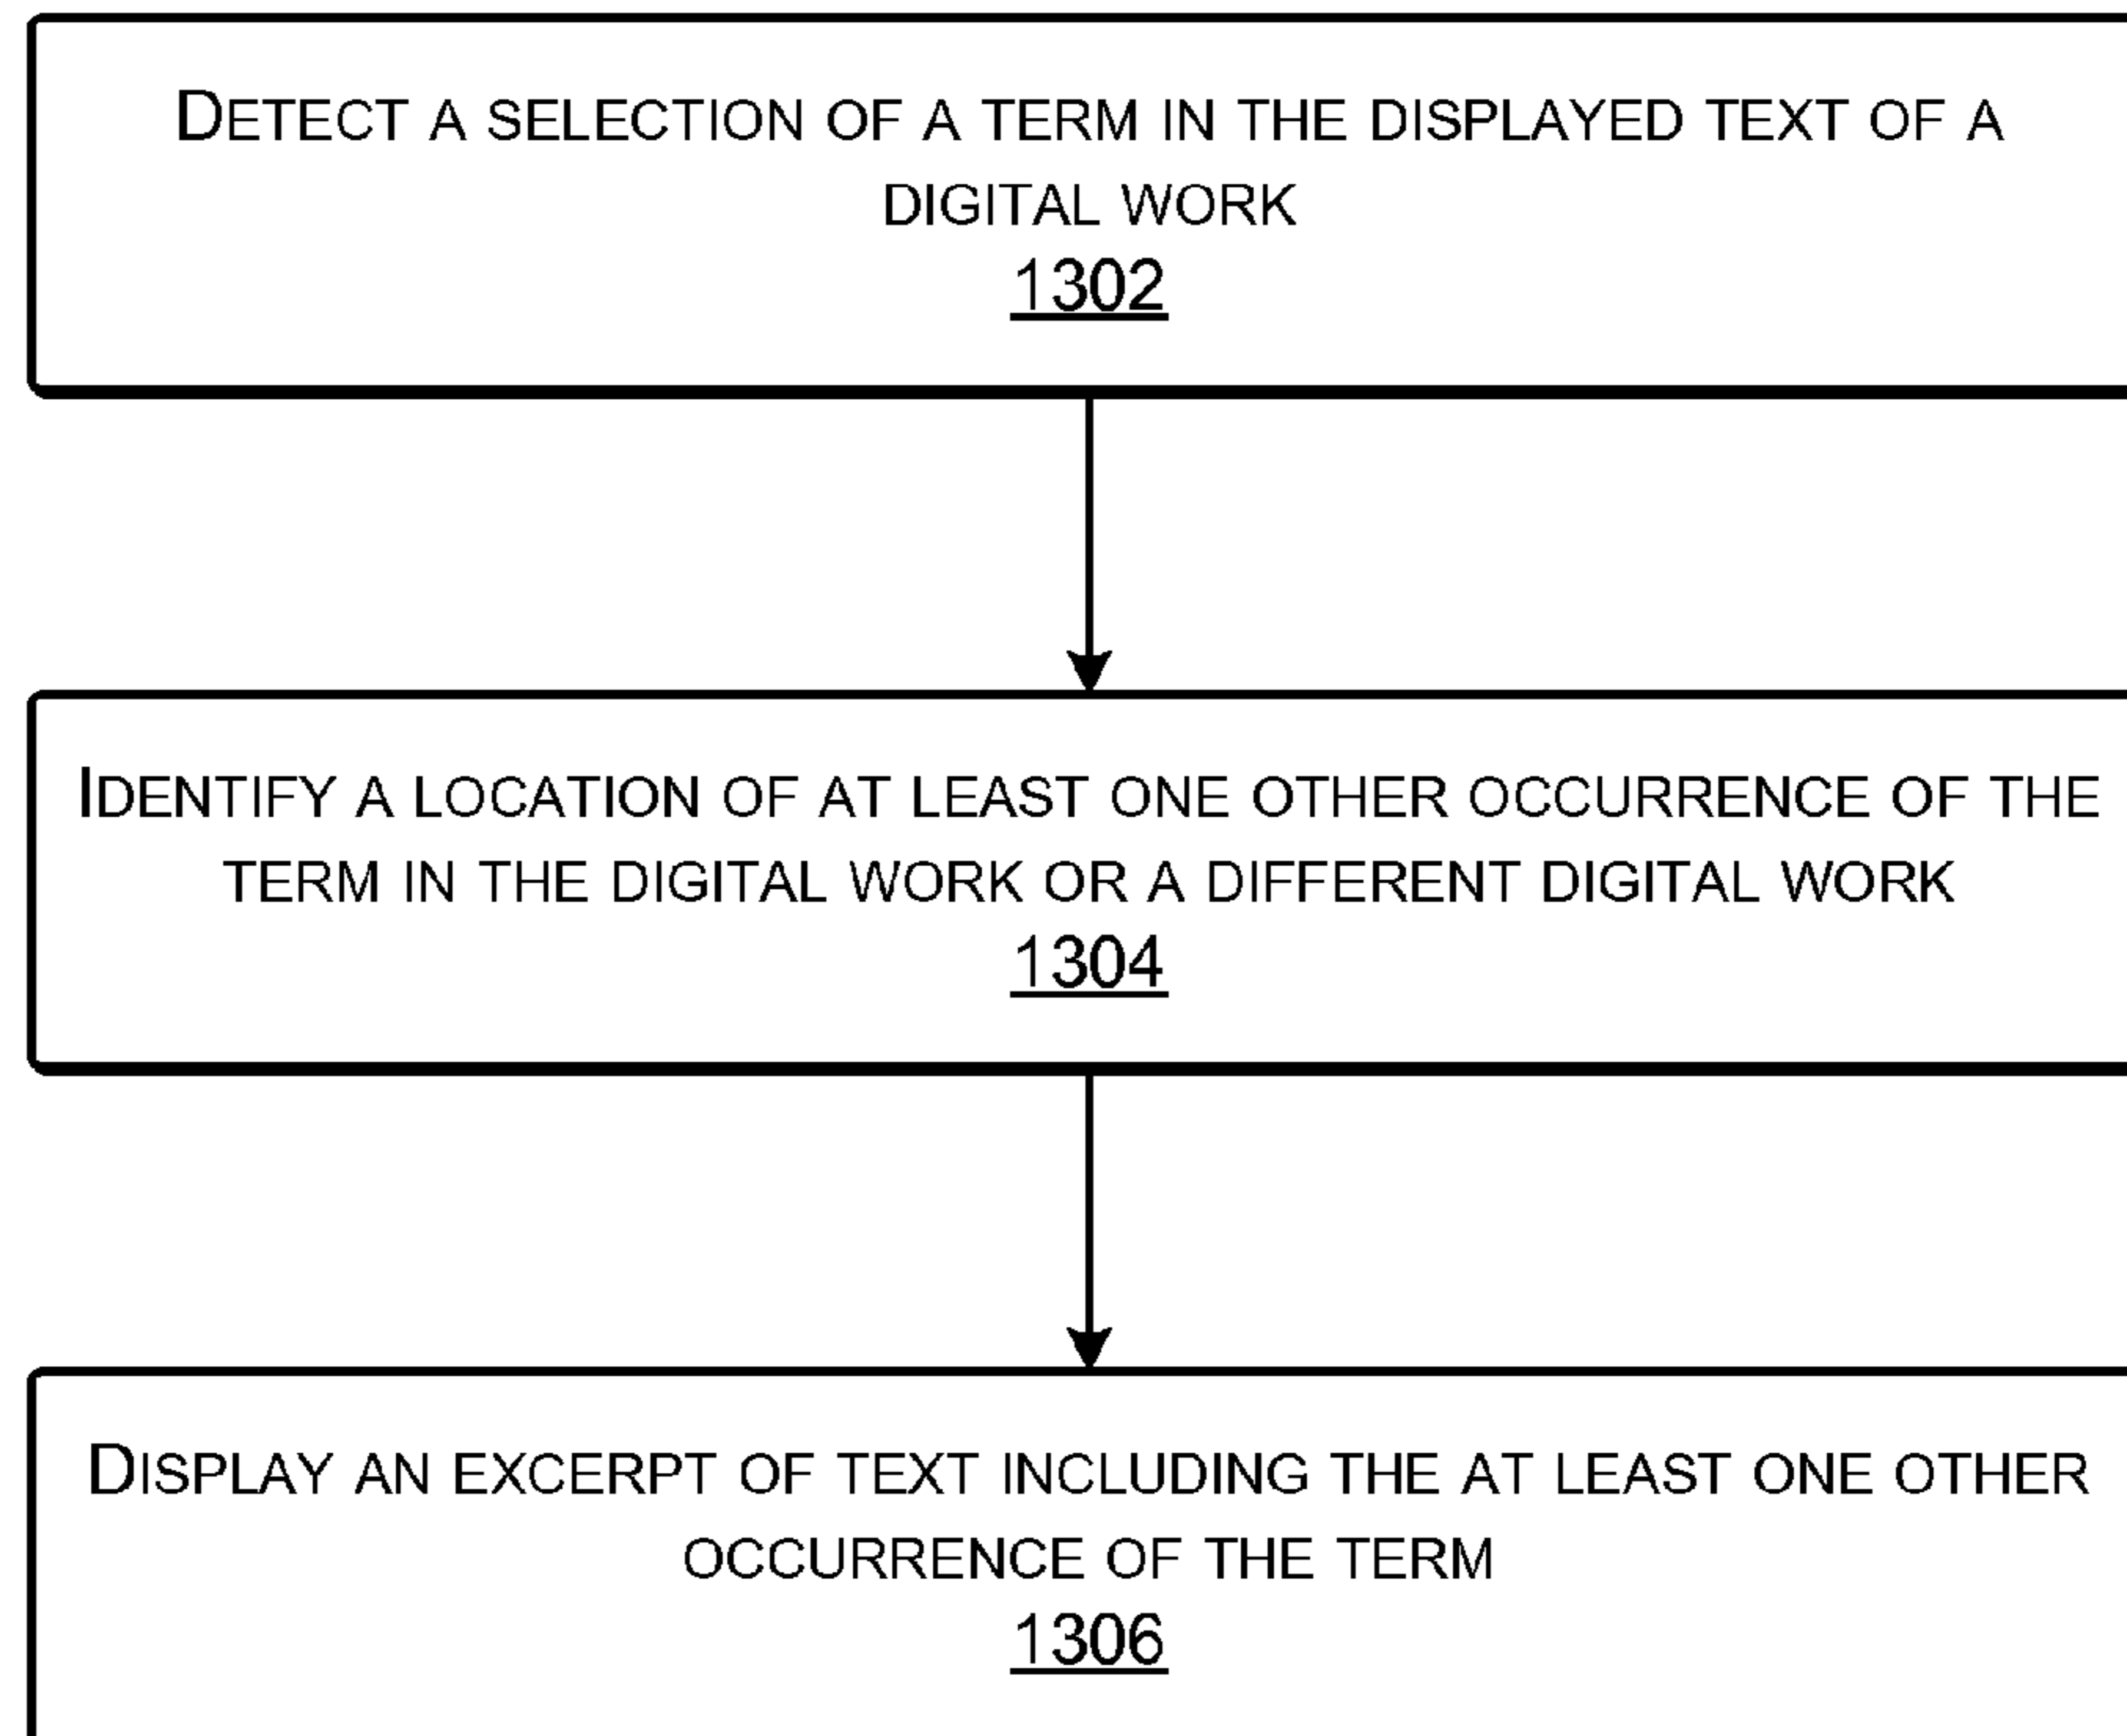 DETECT A SELECTION OF A TERM IN THE DISPLAYED TEXT OF A
DIGITAL WORK
1302
IDENTIFY A LOCATION OF AT LEAST ONE OTHER OCCURRENCE OF THE
TERM IN THE DIGITAL WORK OR A DIFFERENT DIGITAL WORK
1304
DISPLAY AN EXCERPT OF TEXT INCLUDING THE AT LEAST ONE OTHER
OCCURRENCE OF THE TERM
1306